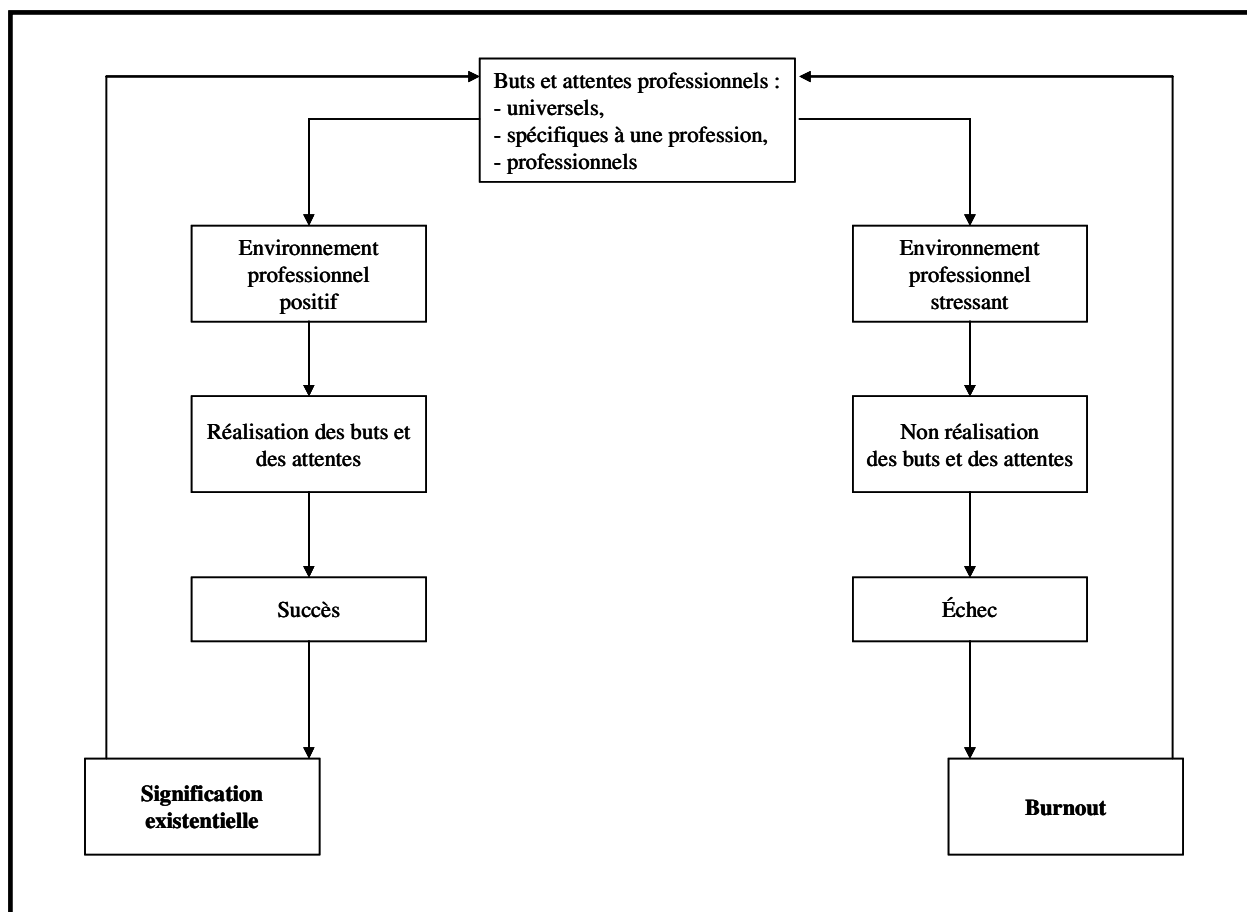 Buts et attentes professionnels :
- universels,
- spécifiques à une profession,
- professionnels
Environnement
professionnel
positif
Environnement
professionnel
stressant
Réalisation des buts et
des attentes
Non réalisation
des buts et des attentes
Succès
Échec
Signification
existentielle
Burnout